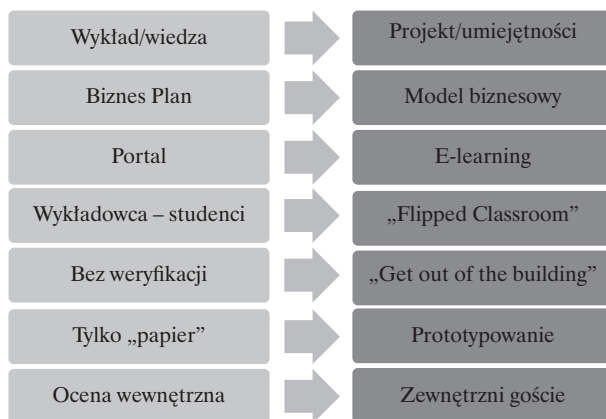 Wykład/wiedza
Projekt/umiejętności
Biznes Plan
Model biznesowy
Portal
E-learning
Wykładowca – studenci
„Flipped Classroom”
Bez weryfikacji
„Get out of the building”
Tylko „papier”
Prototypowanie
Ocena wewnętrzna
Zewnętrzni goście